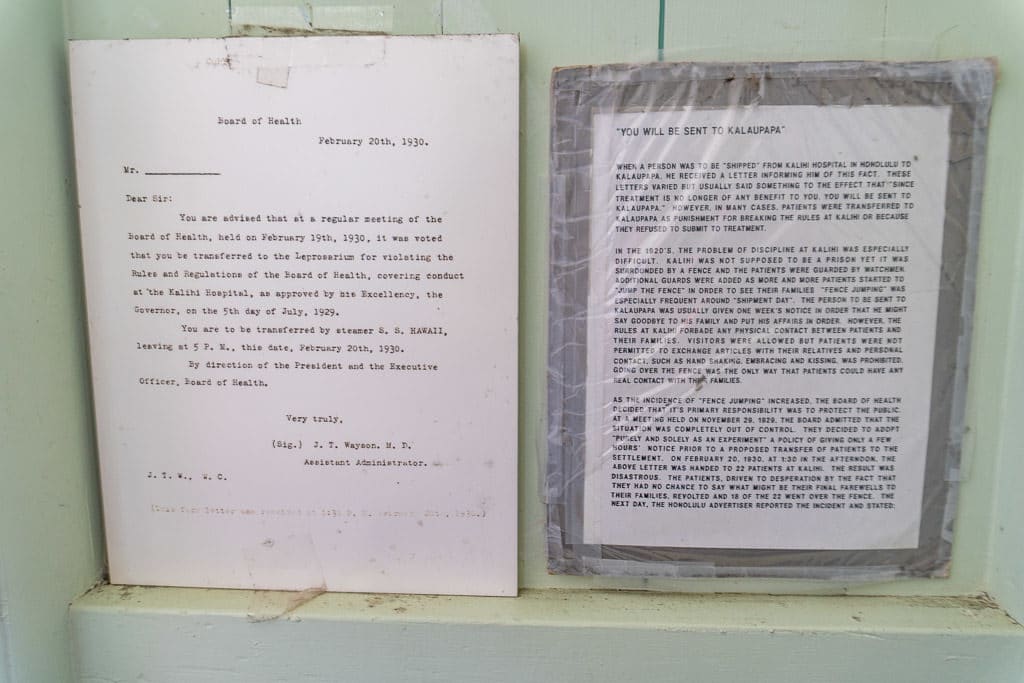 Board of Health
February 20th, 1930.
Mr. ___________
Dear Sir:
You are advised that at a regular meeting of the
Board of Health, held on February 19th, 1930, it was voted
that you be transferred to the Leprosarium for violating the
Rules and Regulations of the Board of Health, covering conduct
at the Kalihi Hospital, as approved by his Excellency, the
Governor, on the 5th day of July, 1929.
You are to be transferred by steamer S. S. HAWAII,
leaving at 5 P. M., this date, February 20th, 1930.
By direction of the President and the Executive
Officer, Board of Health.
Very truly,
(Sig.) J. T. Wayson, M. D.
Assistant Administrator.
J. T. W., W. C.
(This form letter was received at 1:30 P. M. February 20th, 1930.)
"YOU WILL BE SENT TO KALAUPAPA"
WHEN A PERSON WAS TO BE "SHIPPED" FROM KALIHI HOSPITAL IN HONOLULU TO
KALAUPAPA, HE RECEIVED A LETTER INFORMING HIM OF THIS FACT. THESE
LETTERS VARIED BUT USUALLY SAID SOMETHING TO THE EFFECT THAT "SINCE
TREATMENT IS NO LONGER OF ANY BENEFIT TO YOU, YOU WILL BE SENT TO
KALAUPAPA." HOWEVER, IN MANY CASES, PATIENTS WERE TRANSFERRED TO
KALAUPAPA AS PUNISHMENT FOR BREAKING THE RULES AT KALIHI OR BECAUSE
THEY REFUSED TO SUBMIT TO TREATMENT.
IN THE 1920'S, THE PROBLEM OF DISCIPLINE AT KALIHI WAS ESPECIALLY
DIFFICULT. KALIHI WAS NOT SUPPOSED TO BE A PRISON YET IT WAS
SURROUNDED BY A FENCE AND THE PATIENTS WERE GUARDED BY WATCHMEN.
ADDITIONAL GUARDS WERE ADDED AS MORE AND MORE PATIENTS STARTED TO
"JUMP THE FENCE" IN ORDER TO SEE THEIR FAMILIES "FENCE JUMPING" WAS
ESPECIALLY FREQUENT AROUND "SHIPMENT DAY". THE PERSON TO BE SENT TO
KALAUPAPA WAS USUALLY GIVEN ONE WEEK'S NOTICE IN ORDER THAT HE MIGHT
SAY GOODBYE TO HIS FAMILY AND PUT HIS AFFAIRS IN ORDER. HOWEVER, THE
RULES AT KALIHI FORBADE ANY PHYSICAL CONTACT BETWEEN PATIENTS AND
THEIR FAMILIES. VISITORS WERE ALLOWED BUT PATIENTS WERE NOT
PERMITTED TO EXCHANGE ARTICLES WITH THEIR RELATIVES AND PERSONAL
CONTACT, SUCH AS HAND SHAKING, EMBRACING AND KISSING, WAS PROHIBITED.
GOING OVER THE FENCE WAS THE ONLY WAY THAT PATIENTS COULD HAVE ANY
REAL CONTACT WITH THEIR FAMILIES.
AS THE INCIDENCE OF "FENCE JUMPING" INCREASED, THE BOARD OF HEALTH
DECIDED THAT IT'S PRIMARY RESPONSIBILITY WAS TO PROTECT THE PUBLIC.
AT A MEETING HELD ON NOVEMBER 29, 1929, THE BOARD ADMITTED THAT THE
SITUATION WAS COMPLETELY OUT OF CONTROL. THEY DECIDED TO ADOPT
"PURELY AND SOLELY AS AN EXPERIMENT" A POLICY OF GIVING ONLY A FEW
HOURS' NOTICE PRIOR TO A PROPOSED TRANSFER OF PATIENTS TO THE
SETTLEMENT. ON FEBRUARY 20, 1930, AT 1:30 IN THE AFTERNOON, THE
ABOVE LETTER WAS HANDED TO 22 PATIENTS AT KALIHI. THE RESULT WAS
DISASTROUS. THE PATIENTS, DRIVEN TO DESPERATION BY THE FACT THAT
THEY HAD NO CHANCE TO SAY WHAT MIGHT BE THEIR FINAL FAREWELLS TO
THEIR FAMILIES, REVOLTED AND 18 OF THE 22 WENT OVER THE FENCE. THE
NEXT DAY, THE HONOLULU ADVERTISER REPORTED THE INCIDENT AND STATED: